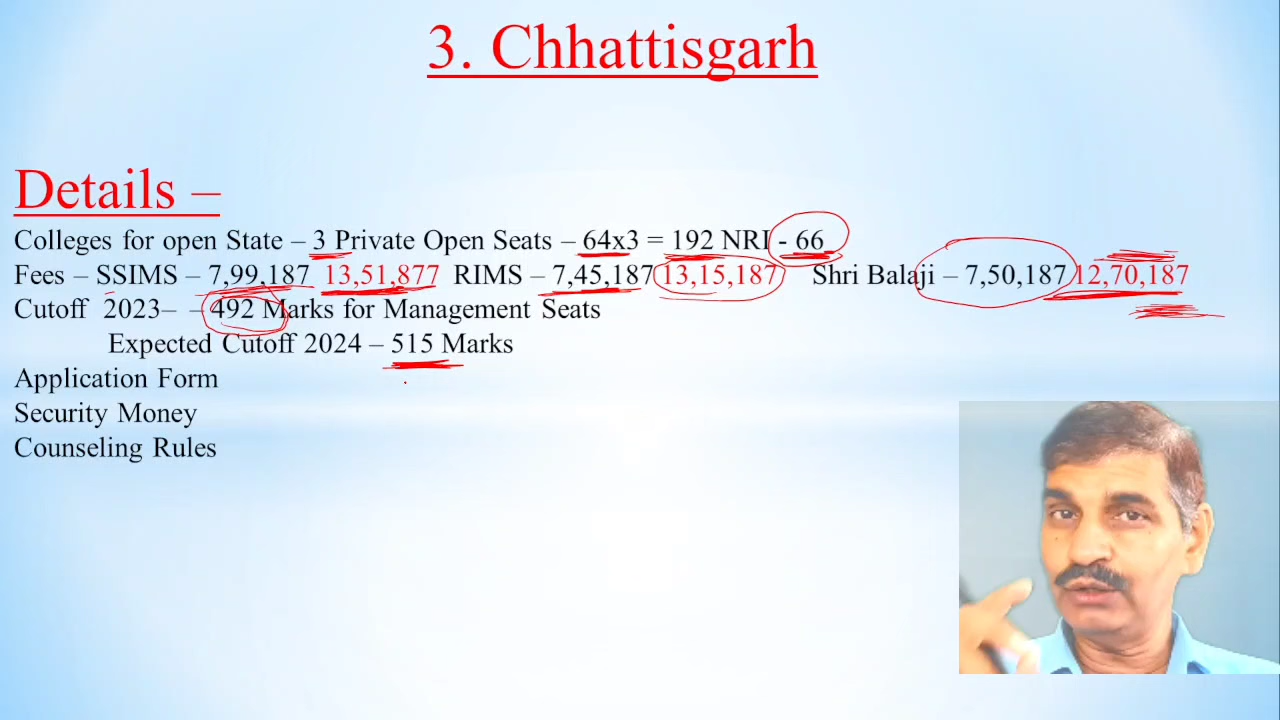 3. Chhattisgarh
Details –
Colleges for open State – 3 Private Open Seats – 64x3 = 192 NRI - 66
Fees – SSIMS – 7,99,187 13,51,877 RIMS – 7,45,187 13,15,187 Shri Balaji – 7,50,187 12,70,187
Cutoff 2023– – 492 Marks for Management Seats
Expected Cutoff 2024 – 515 Marks
Application Form
Security Money
Counseling Rules